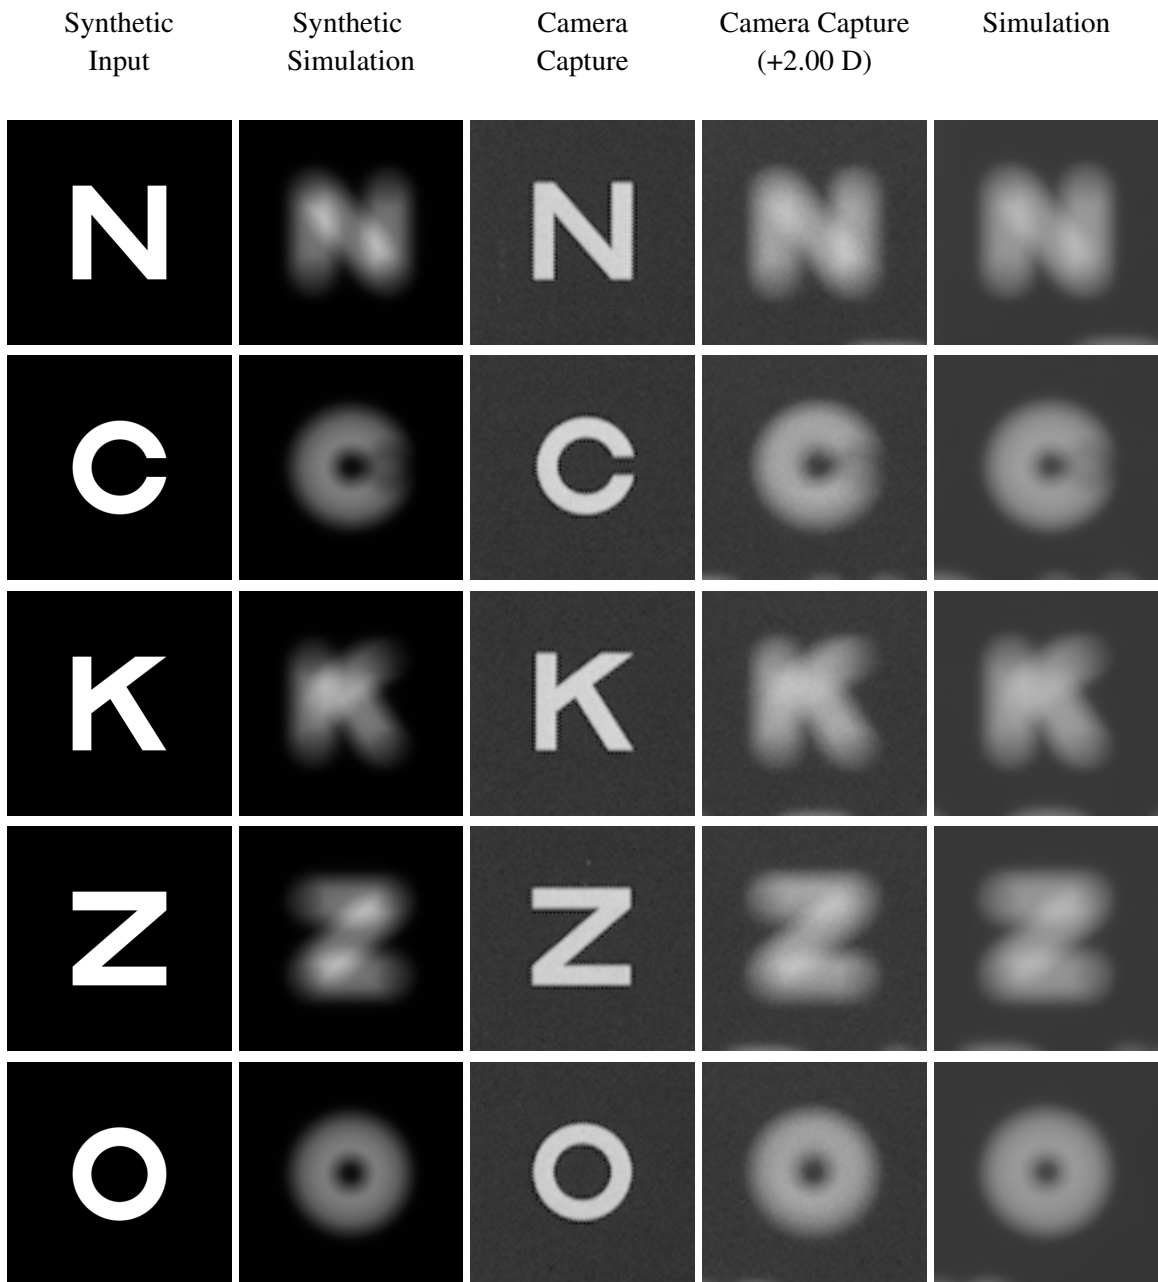 Synthetic Input
Synthetic Simulation
Camera Capture
Camera Capture (+2.00 D)
Simulation
N N N N N
C C C C C
K K K K K
Z Z Z Z Z
O O O O O